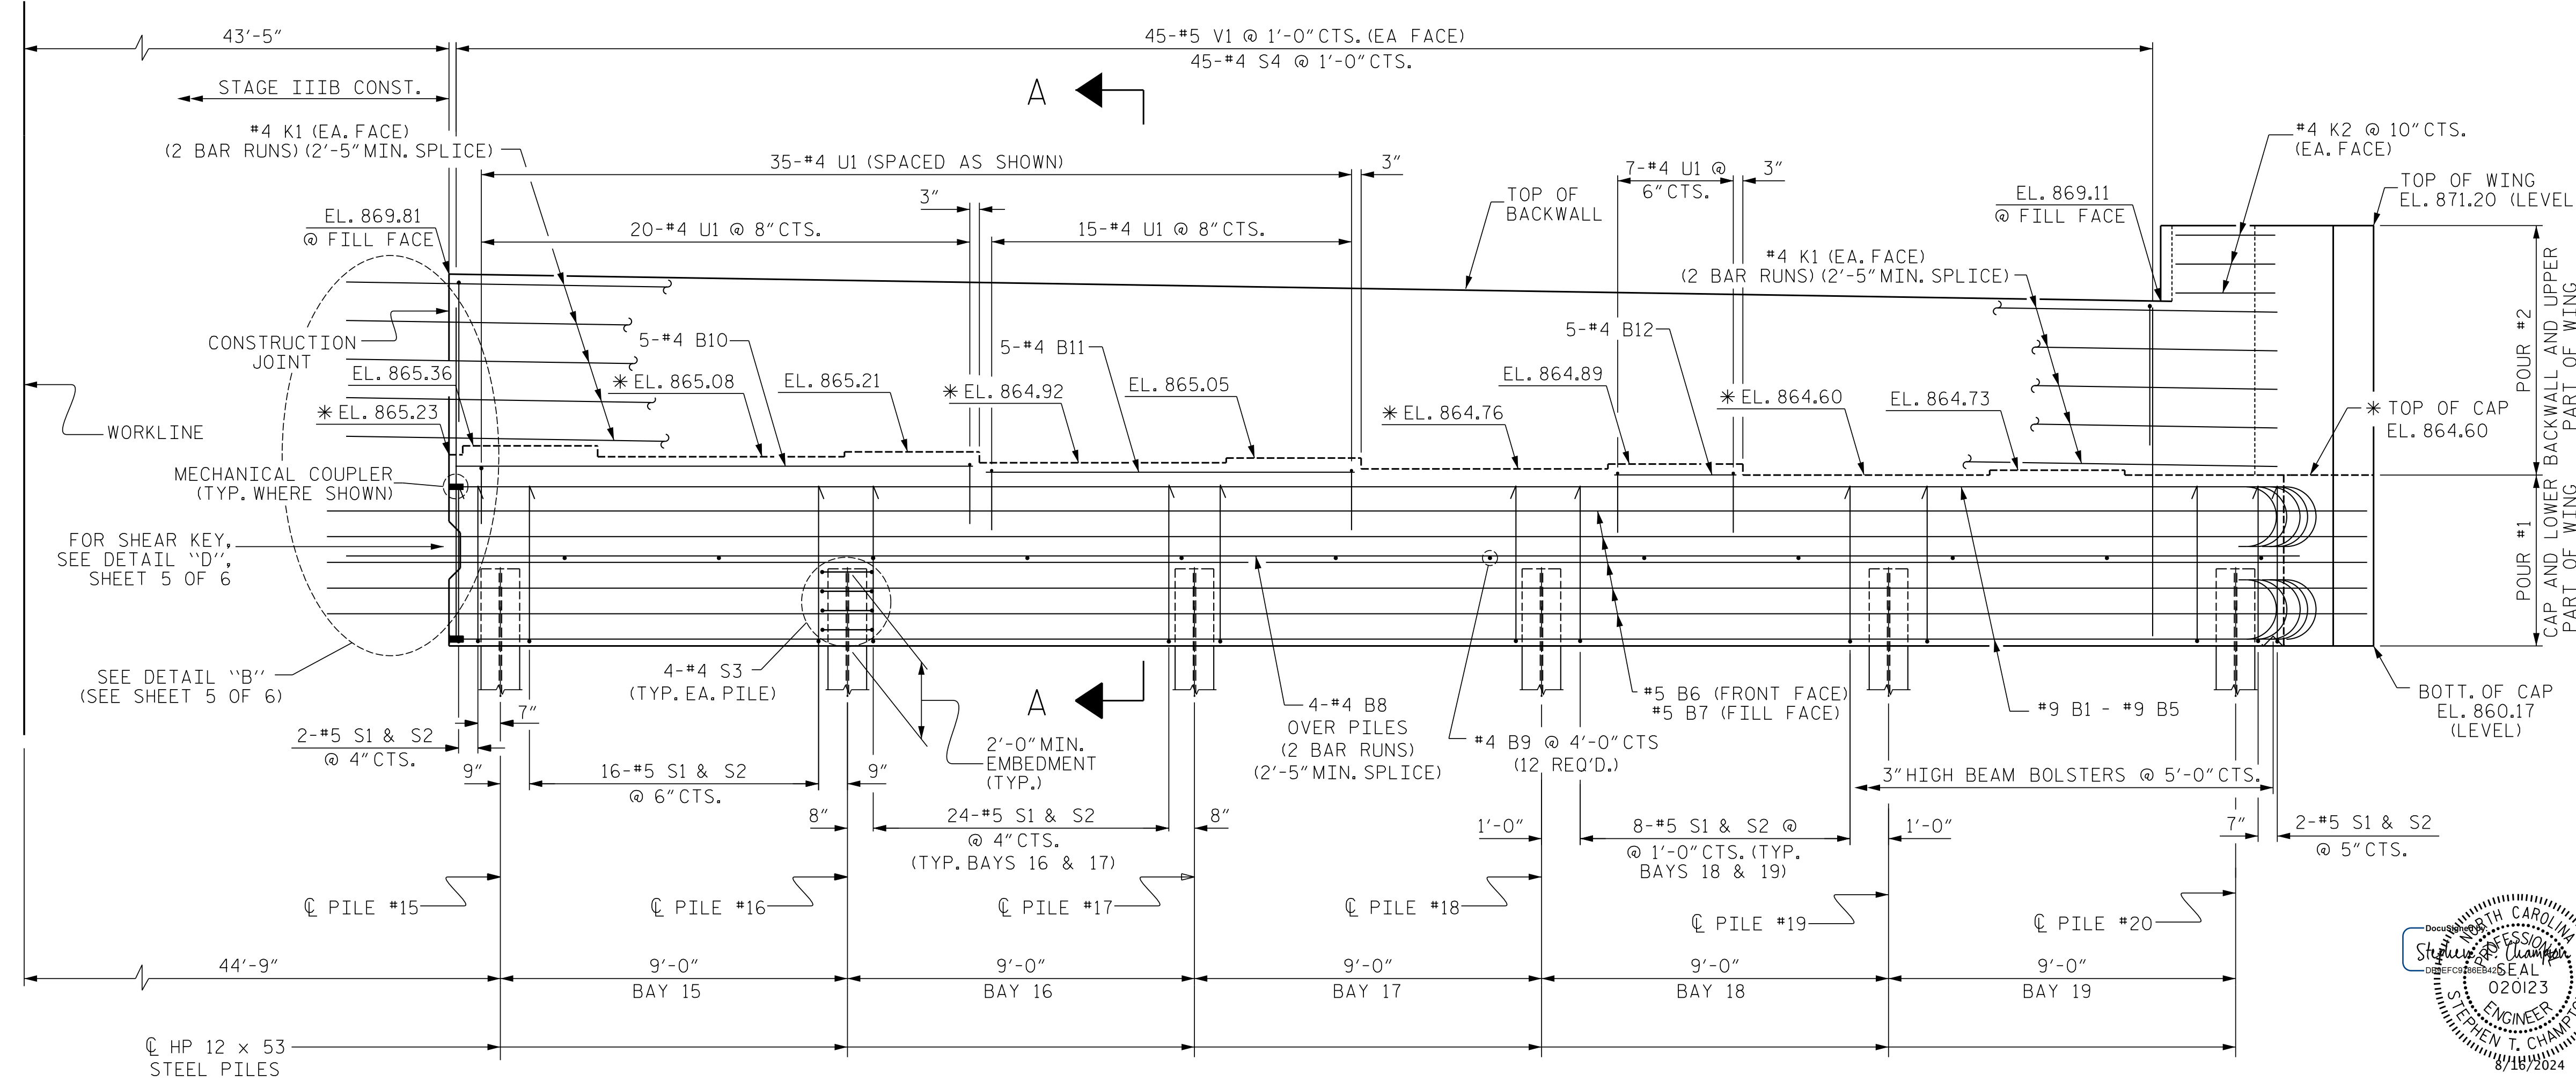 43'-5"
45-#5 V1 @ 1'-0" CTS. (EA FACE)
45-#4 S4 @ 1'-0" CTS.
STAGE IIIB CONST.
A
#4 K1 (EA. FACE)
(2 BAR RUNS) (2'-5" MIN. SPLICE)
35-#4 U1 (SPACED AS SHOWN)
3"
7-#4 U1 @
6" CTS.
3"
#4 K2 @ 10" CTS.
(EA. FACE)
TOP OF
BACKWALL
EL. 869.11
@ FILL FACE
TOP OF WING
EL. 871.20 (LEVEL
EL. 869.81
@ FILL FACE
3"
20-#4 U1 @ 8" CTS.
15-#4 U1 @ 8" CTS.
#4 K1 (EA. FACE)
(2 BAR RUNS) (2'-5" MIN. SPLICE)
CONSTRUCTION
JOINT
5-#4 B10
5-#4 B11
5-#4 B12
EL. 865.36
* EL. 865.08
EL. 865.21
* EL. 864.92
EL. 865.05
EL. 864.89
* EL. 864.76
* EL. 864.60
EL. 864.73
* EL. 865.23
* TOP OF CAP
EL. 864.60
POUR #2
BACKWALL AND UPPER
PART OF WING
POUR #1
CAP AND LOWER
PART OF WING
WORKLINE
MECHANICAL COUPLER
(TYP. WHERE SHOWN)
FOR SHEAR KEY,
SEE DETAIL "D",
SHEET 5 OF 6
SEE DETAIL "B"
(SEE SHEET 5 OF 6)
4-#4 S3
(TYP. EA. PILE)
A
4-#4 B8
OVER PILES
(2 BAR RUNS)
(2'-5" MIN. SPLICE)
#5 B6 (FRONT FACE)
#5 B7 (FILL FACE)
#9 B1 - #9 B5
BOTT. OF CAP
EL. 860.17
(LEVEL)
#4 B9 @ 4'-0" CTS
(12 REQ'D.)
7"
2-#5 S1 & S2
@ 4" CTS.
2'-0" MIN.
EMBEDMENT
(TYP.)
9"
16-#5 S1 & S2
@ 6" CTS.
9"
3" HIGH BEAM BOLSTERS @ 5'-0" CTS.
8"
24-#5 S1 & S2
@ 4" CTS.
(TYP. BAYS 16 & 17)
8"
1'-0"
8-#5 S1 & S2 @
@ 1'-0" CTS. (TYP.
BAYS 18 & 19)
1'-0"
7"
2-#5 S1 & S2
@ 5" CTS.
℄ PILE #15
℄ PILE #16
℄ PILE #17
℄ PILE #18
℄ PILE #19
℄ PILE #20
44'-9"
9'-0"
BAY 15
9'-0"
BAY 16
9'-0"
BAY 17
9'-0"
BAY 18
9'-0"
BAY 19
℄ HP 12 x 53
STEEL PILES
DocuSigned by:
Stephen T. Champion
NORTH CAROLINA
PROFESSIONAL
SEAL
020123
ENGINEER
STEPHEN T. CHAMPION
8/16/2024